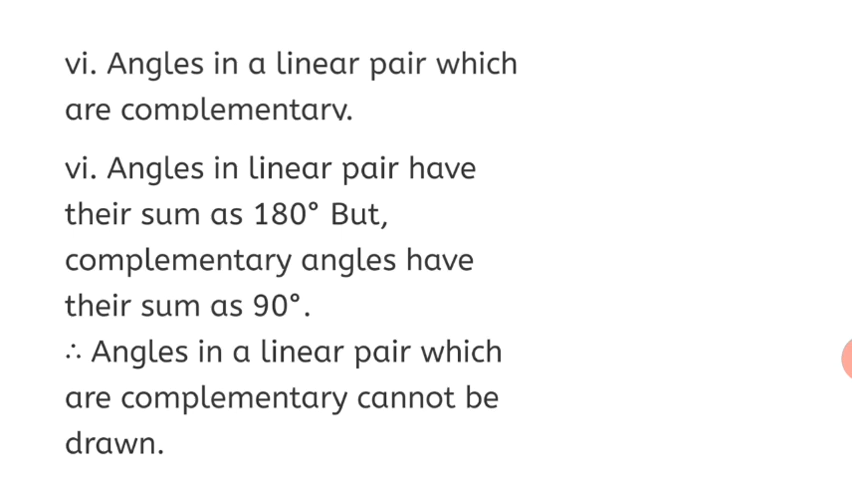 vi. Angles in a linear pair which
are complementary.
vi. Angles in linear pair have
their sum as 180° But,
complementary angles have
their sum as 90°.
∴ Angles in a linear pair which
are complementary cannot be
drawn.